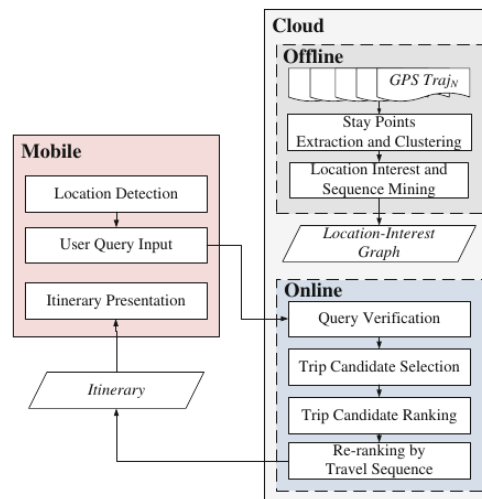 Cloud
Offline
GPS Traj_N
Stay Points
Extraction and Clustering
Location Interest and
Sequence Mining
Location-Interest
Graph
Mobile
Location Detection
User Query Input
Itinerary Presentation
Itinerary
Online
Query Verification
Trip Candidate Selection
Trip Candidate Ranking
Re-ranking by
Travel Sequence